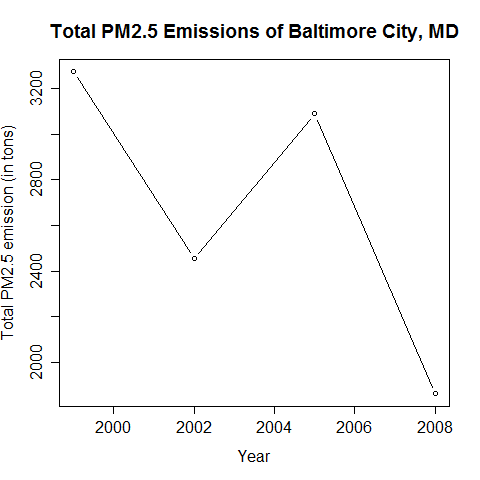 Total PM2.5 Emissions of Baltimore City, MD
Total PM2.5 emission (in tons)
3200
2800
2400
2000
2000 2002 2004 2006 2008
Year